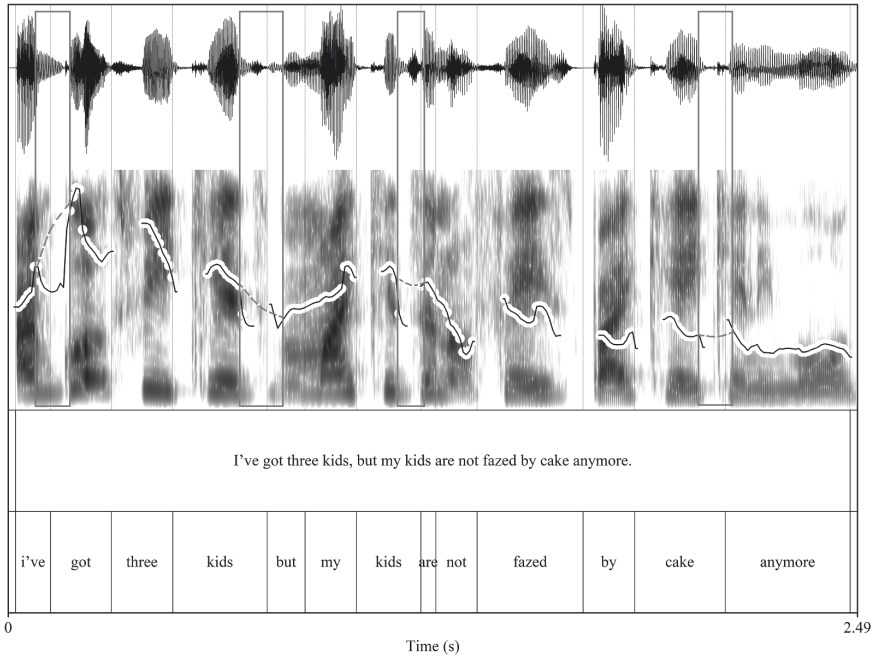 I've got three kids, but my kids are not fazed by cake anymore.
i've got three kids but my kids are not fazed by cake anymore
0 2.49
Time (s)